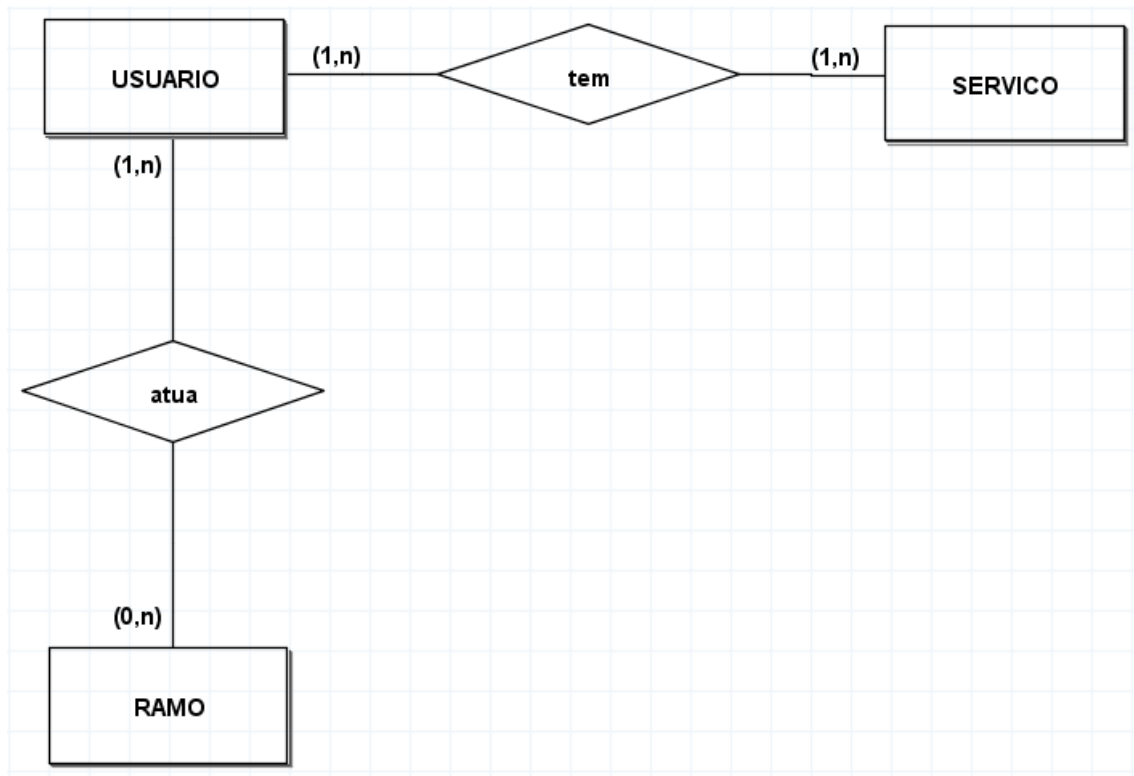 USUARIO
(1,n)
tem
(1,n)
SERVICO
(1,n)
atua
(0,n)
RAMO